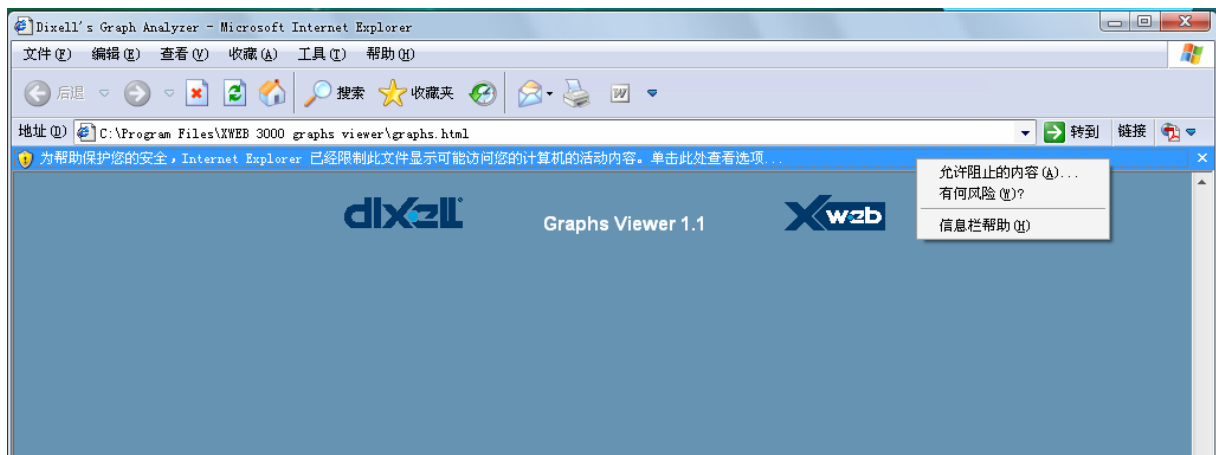 Dixell's Graph Analyzer - Microsoft Internet Explorer
文件(F) 编辑(E) 查看(V) 收藏(A) 工具(T) 帮助(H)
后退 搜索 收藏夹
地址(D) C:\Program Files\XWEB 3000 graphs viewer\graphs.html 转到 链接
为帮助保护您的安全，Internet Explorer 已经限制此文件显示可能访问您的计算机的活动内容。单击此处查看选项...
允许阻止的内容(A)...
有何风险(W)?
信息栏帮助(H)
dixell Graphs Viewer 1.1 Xweb